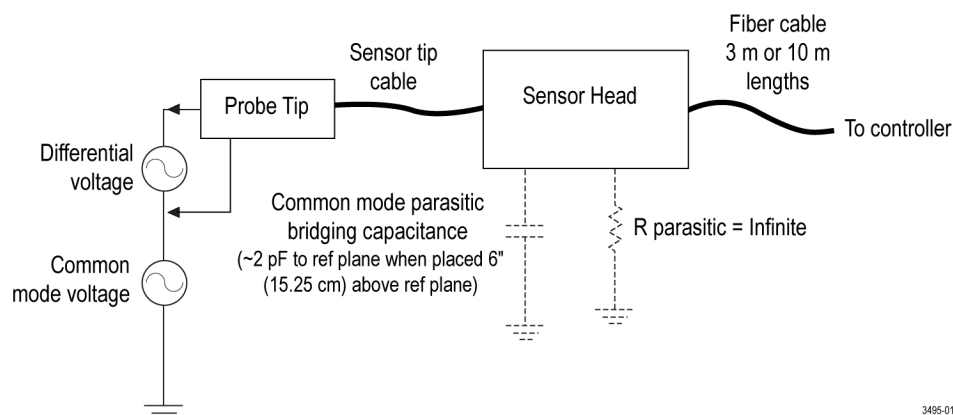 Fiber cable
3 m or 10 m
lengths
Sensor tip
cable
Sensor Head
Probe Tip
To controller
Differential
voltage
Common mode parasitic
bridging capacitance
(~2 pF to ref plane when placed 6"
(15.25 cm) above ref plane)
R parasitic = Infinite
Common
mode voltage
3495-01